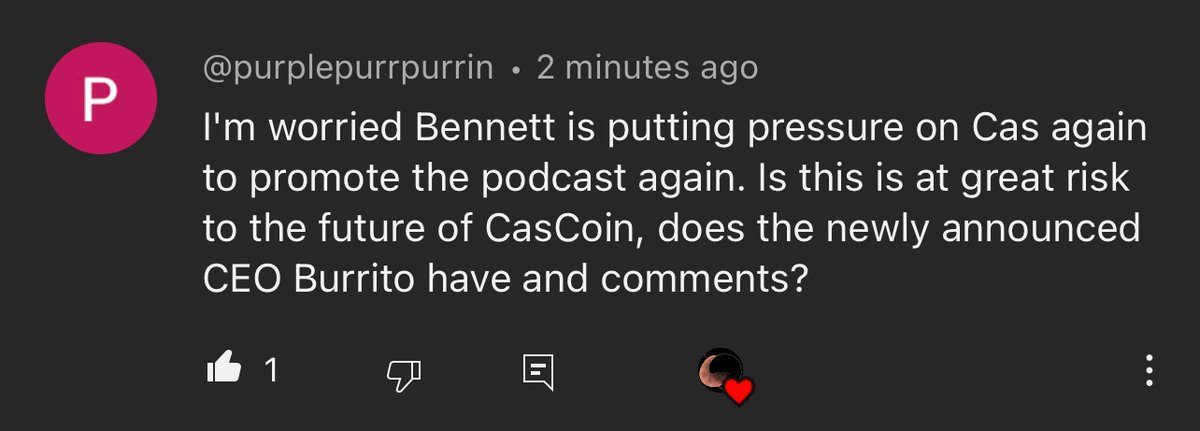 P
@purplepurrpurrin • 2 minutes ago
I'm worried Bennett is putting pressure on Cas again
to promote the podcast again. Is this is at great risk
to the future of CasCoin, does the newly announced
CEO Burrito have and comments?
1